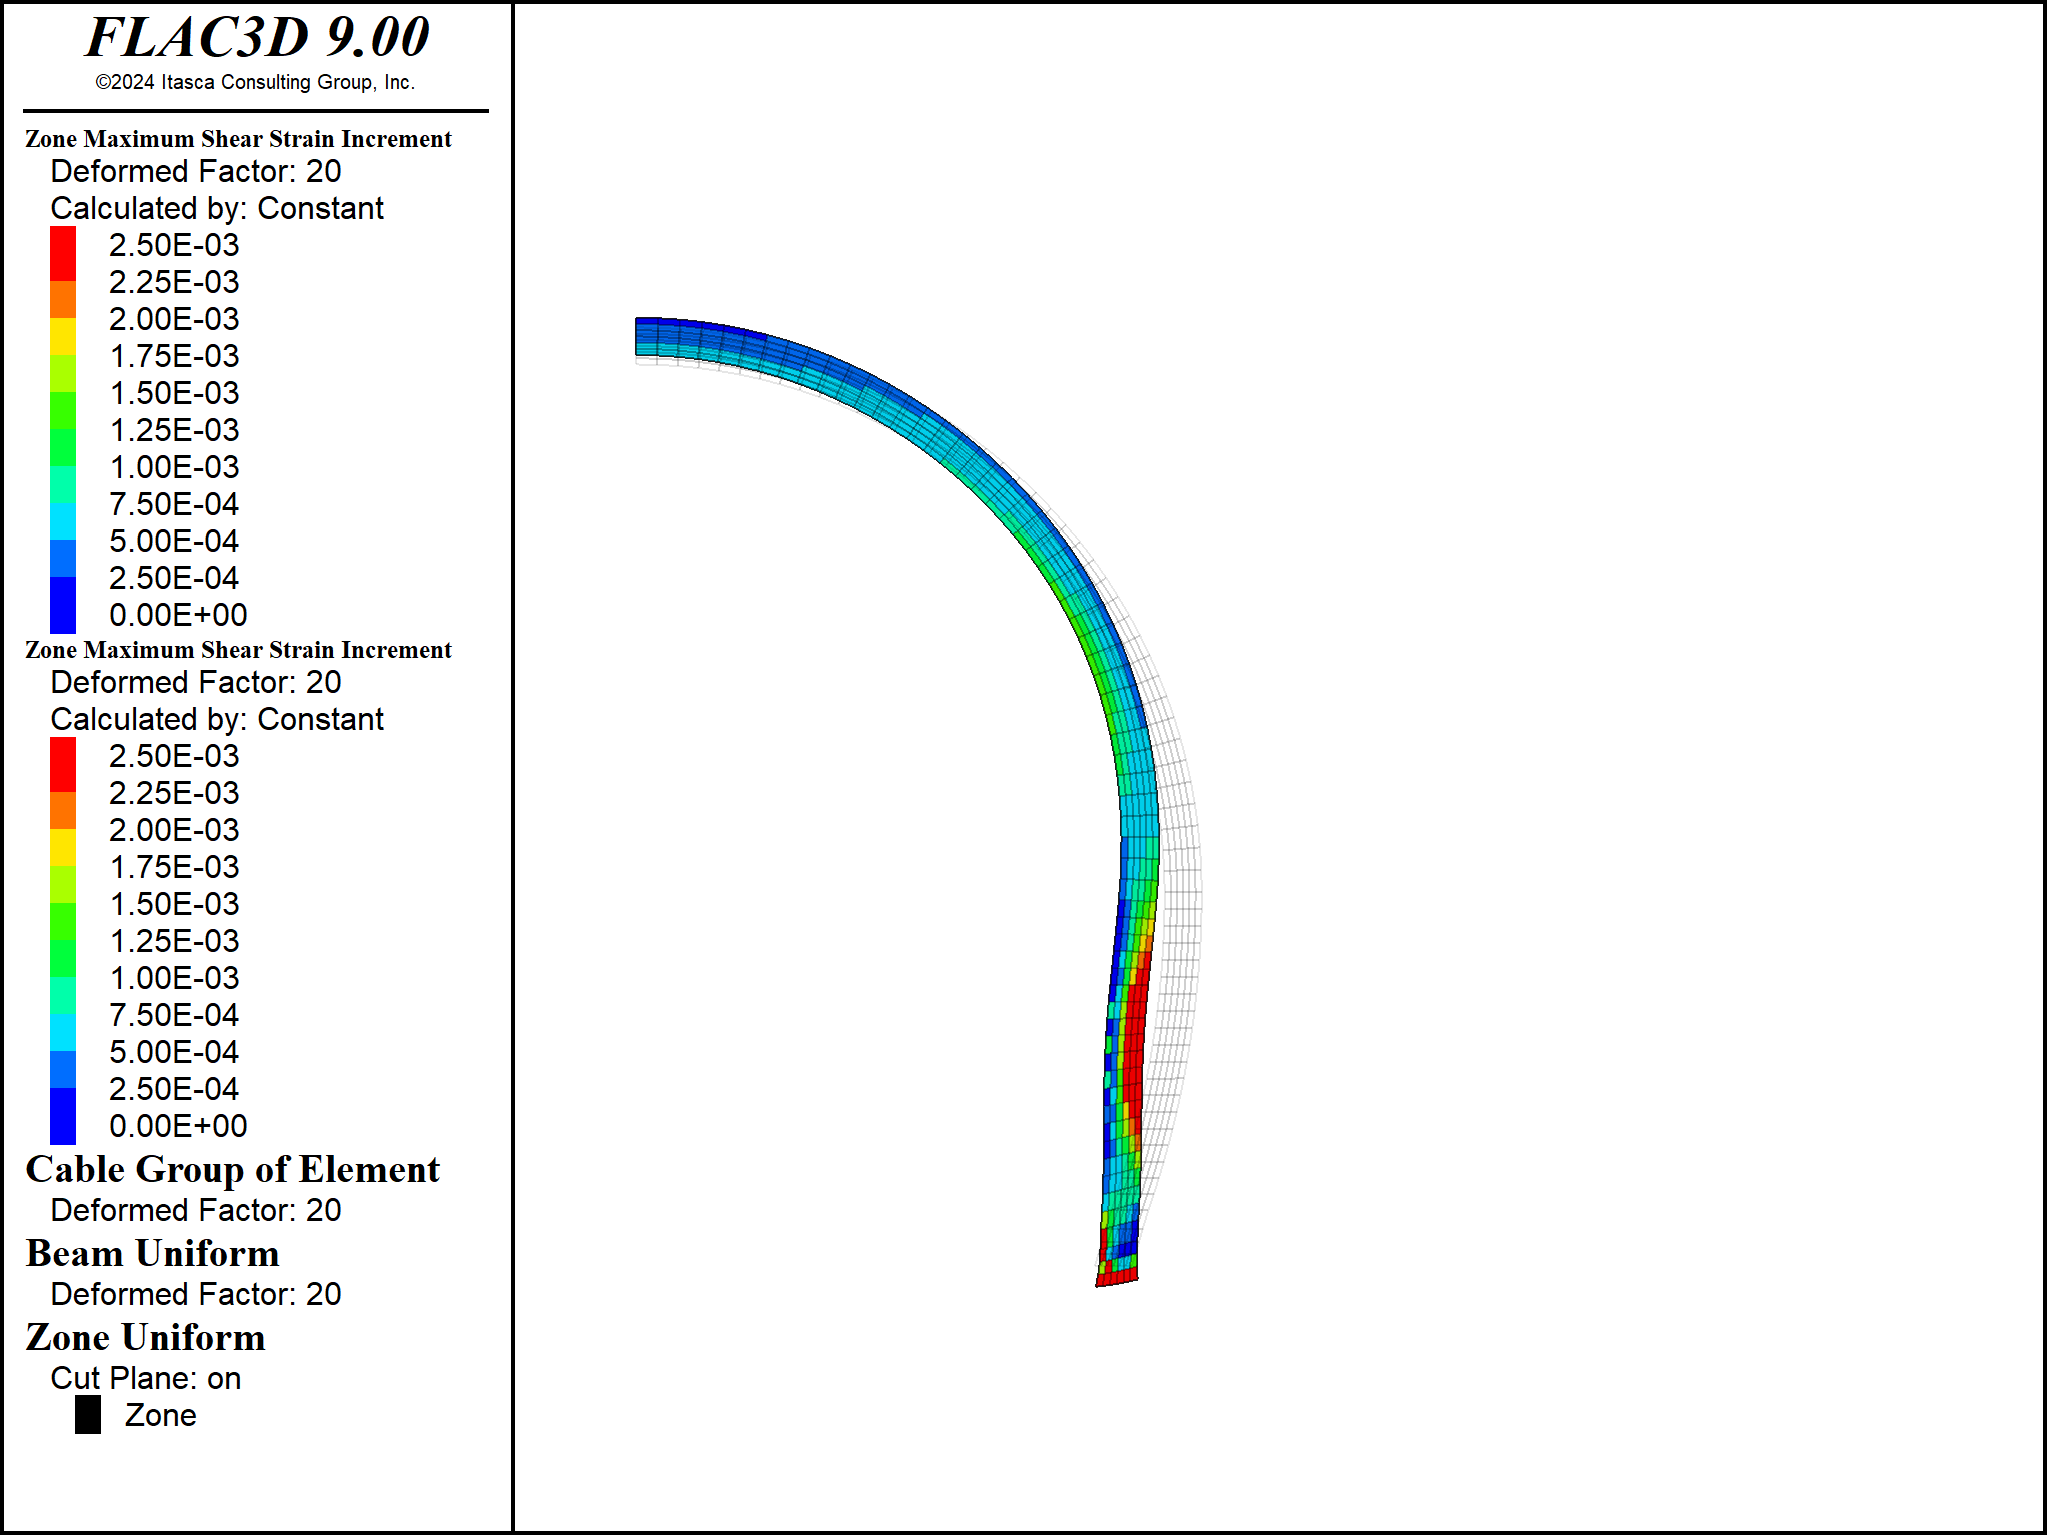 FLAC3D 9.00
©2024 Itasca Consulting Group, Inc.
Zone Maximum Shear Strain Increment
Deformed Factor: 20
Calculated by: Constant
2.50E-03
2.25E-03
2.00E-03
1.75E-03
1.50E-03
1.25E-03
1.00E-03
7.50E-04
5.00E-04
2.50E-04
0.00E+00
Zone Maximum Shear Strain Increment
Deformed Factor: 20
Calculated by: Constant
2.50E-03
2.25E-03
2.00E-03
1.75E-03
1.50E-03
1.25E-03
1.00E-03
7.50E-04
5.00E-04
2.50E-04
0.00E+00
Cable Group of Element
Deformed Factor: 20
Beam Uniform
Deformed Factor: 20
Zone Uniform
Cut Plane: on
Zone